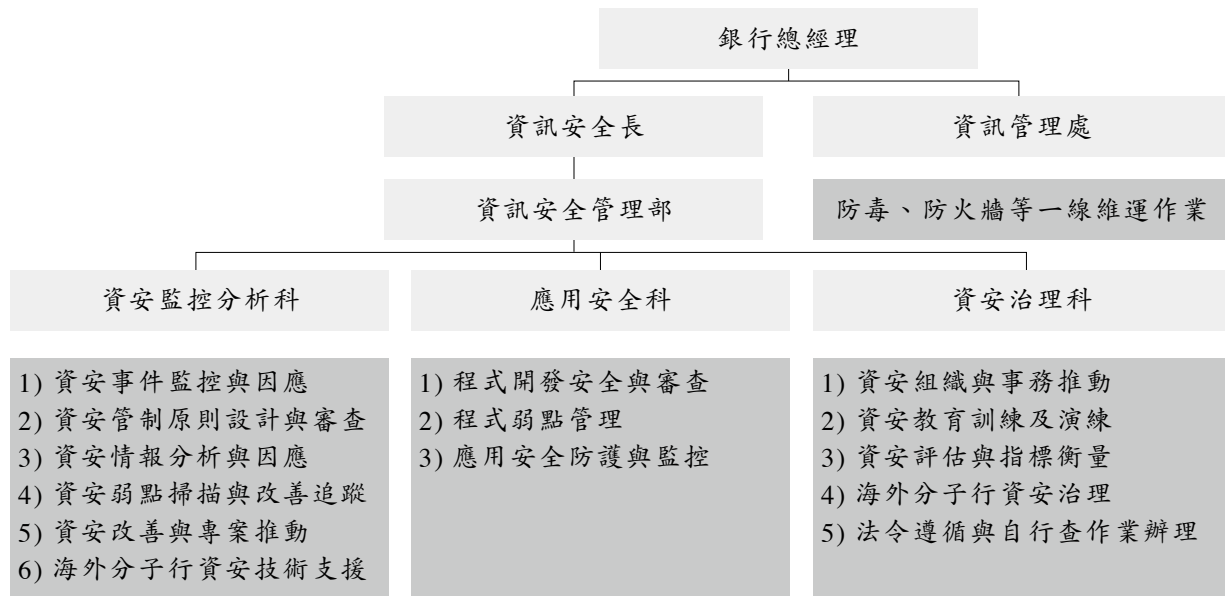 銀行總經理
資訊安全長
資訊管理處
資訊安全管理部
防毒、防火牆等一線維運作業
資安監控分析科
應用安全科
資安治理科
1) 資安事件監控與因應
2) 資安管制原則設計與審查
3) 資安情報分析與因應
4) 資安弱點掃描與改善追蹤
5) 資安改善與專案推動
6) 海外分子行資安技術支援
1) 程式開發安全與審查
2) 程式弱點管理
3) 應用安全防護與監控
1) 資安組織與事務推動
2) 資安教育訓練及演練
3) 資安評估與指標衡量
4) 海外分子行資安治理
5) 法令遵循與自行查作業辦理